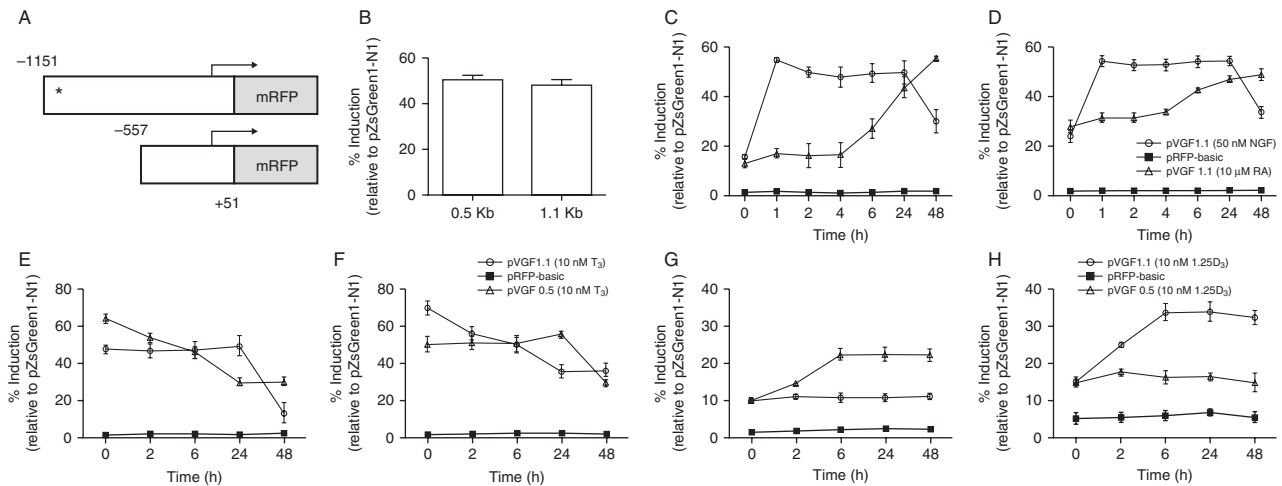 A
−1151
*
mRFP
−557
mRFP
+51
B
% Induction
(relative to pZsGreen1-N1)
60
40
20
0
0.5 Kb
1.1 Kb
C
% Induction
(relative to pZsGreen1-N1)
60
40
20
0
0 1 2 4 6 24 48
Time (h)
D
% Induction
(relative to pZsGreen1-N1)
60
40
20
0
pVGF1.1 (50 nM NGF)
pRFP-basic
pVGF 1.1 (10 µM RA)
0 1 2 4 6 24 48
Time (h)
E
% Induction
(relative to pZsGreen1-N1)
80
60
40
20
0
0 2 6 24 48
Time (h)
F
pVGF1.1 (10 nM T3)
pRFP-basic
pVGF 0.5 (10 nM T3)
% Induction
(relative to pZsGreen1-N1)
80
60
40
20
0
0 2 6 24 48
Time (h)
G
% Induction
(relative to pZsGreen1-N1)
40
30
20
10
0
0 2 6 24 48
Time (h)
H
pVGF1.1 (10 nM 1.25D3)
pRFP-basic
pVGF 0.5 (10 nM 1.25D3)
% Induction
(relative to pZsGreen1-N1)
40
30
20
10
0
0 2 6 24 48
Time (h)